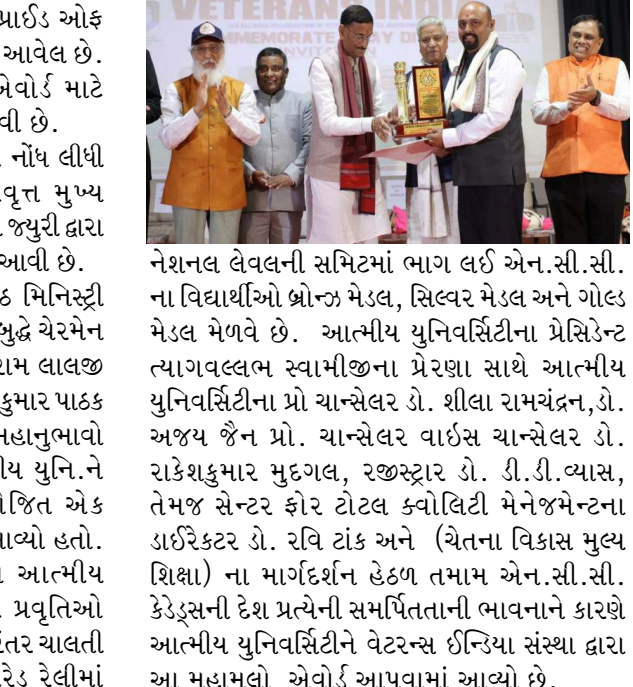 VETERANS INDIA
પ્રાઈડ ઓફ
આવેલ છે.
એવોર્ડ માટે
વી છે.
નોંધ લીધી
વૃત્ત મુખ્ય
જ્યુરી દ્વારા
આવી છે.
ઠ મિનિસ્ટ્રી
બુદ્ધે ચેરમેન
રામ લાલજી
કુમાર પાઠક
મહાનુભાવો
ીય યુનિ.ને
ોજિત એક
આવ્યો હતો.
આત્મીય
પ્રવૃતિઓ
રંતર ચાલતી
રેડ રેલીમાં
નેશનલ લેવલની સમિટમાં ભાગ લઈ એન.સી.સી.
ના વિદ્યાર્થીઓ બ્રોન્ઝ મેડલ, સિલ્વર મેડલ અને ગોલ્ડ
મેડલ મેળવે છે. આત્મીય યુનિવર્સિટીના પ્રેસિડેન્ટ
ત્યાગવલ્લભ સ્વામીજીના પ્રેરણા સાથે આત્મીય
યુનિવર્સિટીના પ્રો ચાન્સેલર ડો. શીલા રામચંદ્રન,ડો.
અજય જૈન પ્રો. ચાન્સેલર વાઇસ ચાન્સેલર ડો.
રાકેશકુમાર મુદગલ, રજીસ્ટ્રાર ડો. ડી.ડી.વ્યાસ,
તેમજ સેન્ટર ફોર ટોટલ ક્વોલિટી મેનેજમેન્ટના
ડાઈરેકટર ડો. રવિ ટાંક અને (ચેતના વિકાસ મુલ્ય
શિક્ષા) ના માર્ગદર્શન હેઠળ તમામ એન.સી.સી.
કેડેડ્સની દેશ પ્રત્યેની સમર્પિતતાની ભાવનાને કારણે
આત્મીય યુનિવર્સિટીને વેટરન્સ ઈન્ડિયા સંસ્થા દ્વારા
આ મહામૂલો એવોર્ડ આપવામાં આવ્યો છે.